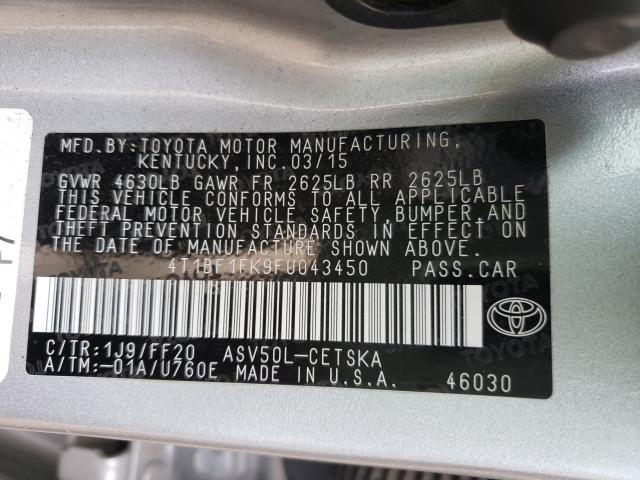 MFD.BY:TOYOTA MOTOR MANUFACTURING,
KENTUCKY,INC.03/15
GVWR 4630LB GAWR FR 2625LB RR 2625LB
THIS VEHICLE CONFORMS TO ALL APPLICABLE
FEDERAL MOTOR VEHICLE SAFETY,BUMPER,AND
THEFT PREVENTION STANDARDS IN EFFECT ON
THE DATE OF MANUFACTURE SHOWN ABOVE.
4T1BF1FK9FU043450 PASS.CAR
C/TR:1J9/FF20 ASV50L-CETSKA
A/TM:-01A/U760E MADE IN U.S.A. 46030
TOYOTA